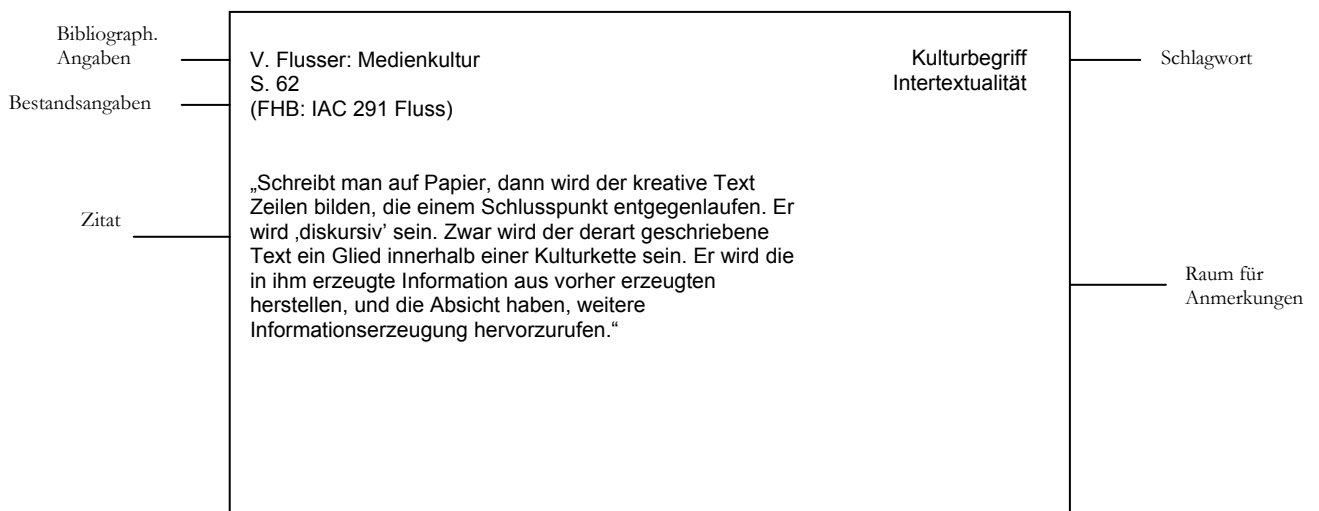 Bibliograph.
Angaben
Bestandsangaben
V. Flusser: Medienkultur
S. 62
(FHB: IAC 291 Fluss)
Kulturbegriff
Intertextualität
Schlagwort
Zitat
„Schreibt man auf Papier, dann wird der kreative Text
Zeilen bilden, die einem Schlusspunkt entgegenlaufen. Er
wird ‚diskursiv’ sein. Zwar wird der derart geschriebene
Text ein Glied innerhalb einer Kulturkette sein. Er wird die
in ihm erzeugte Information aus vorher erzeugten
herstellen, und die Absicht haben, weitere
Informationserzeugung hervorzurufen.“
Raum für
Anmerkungen